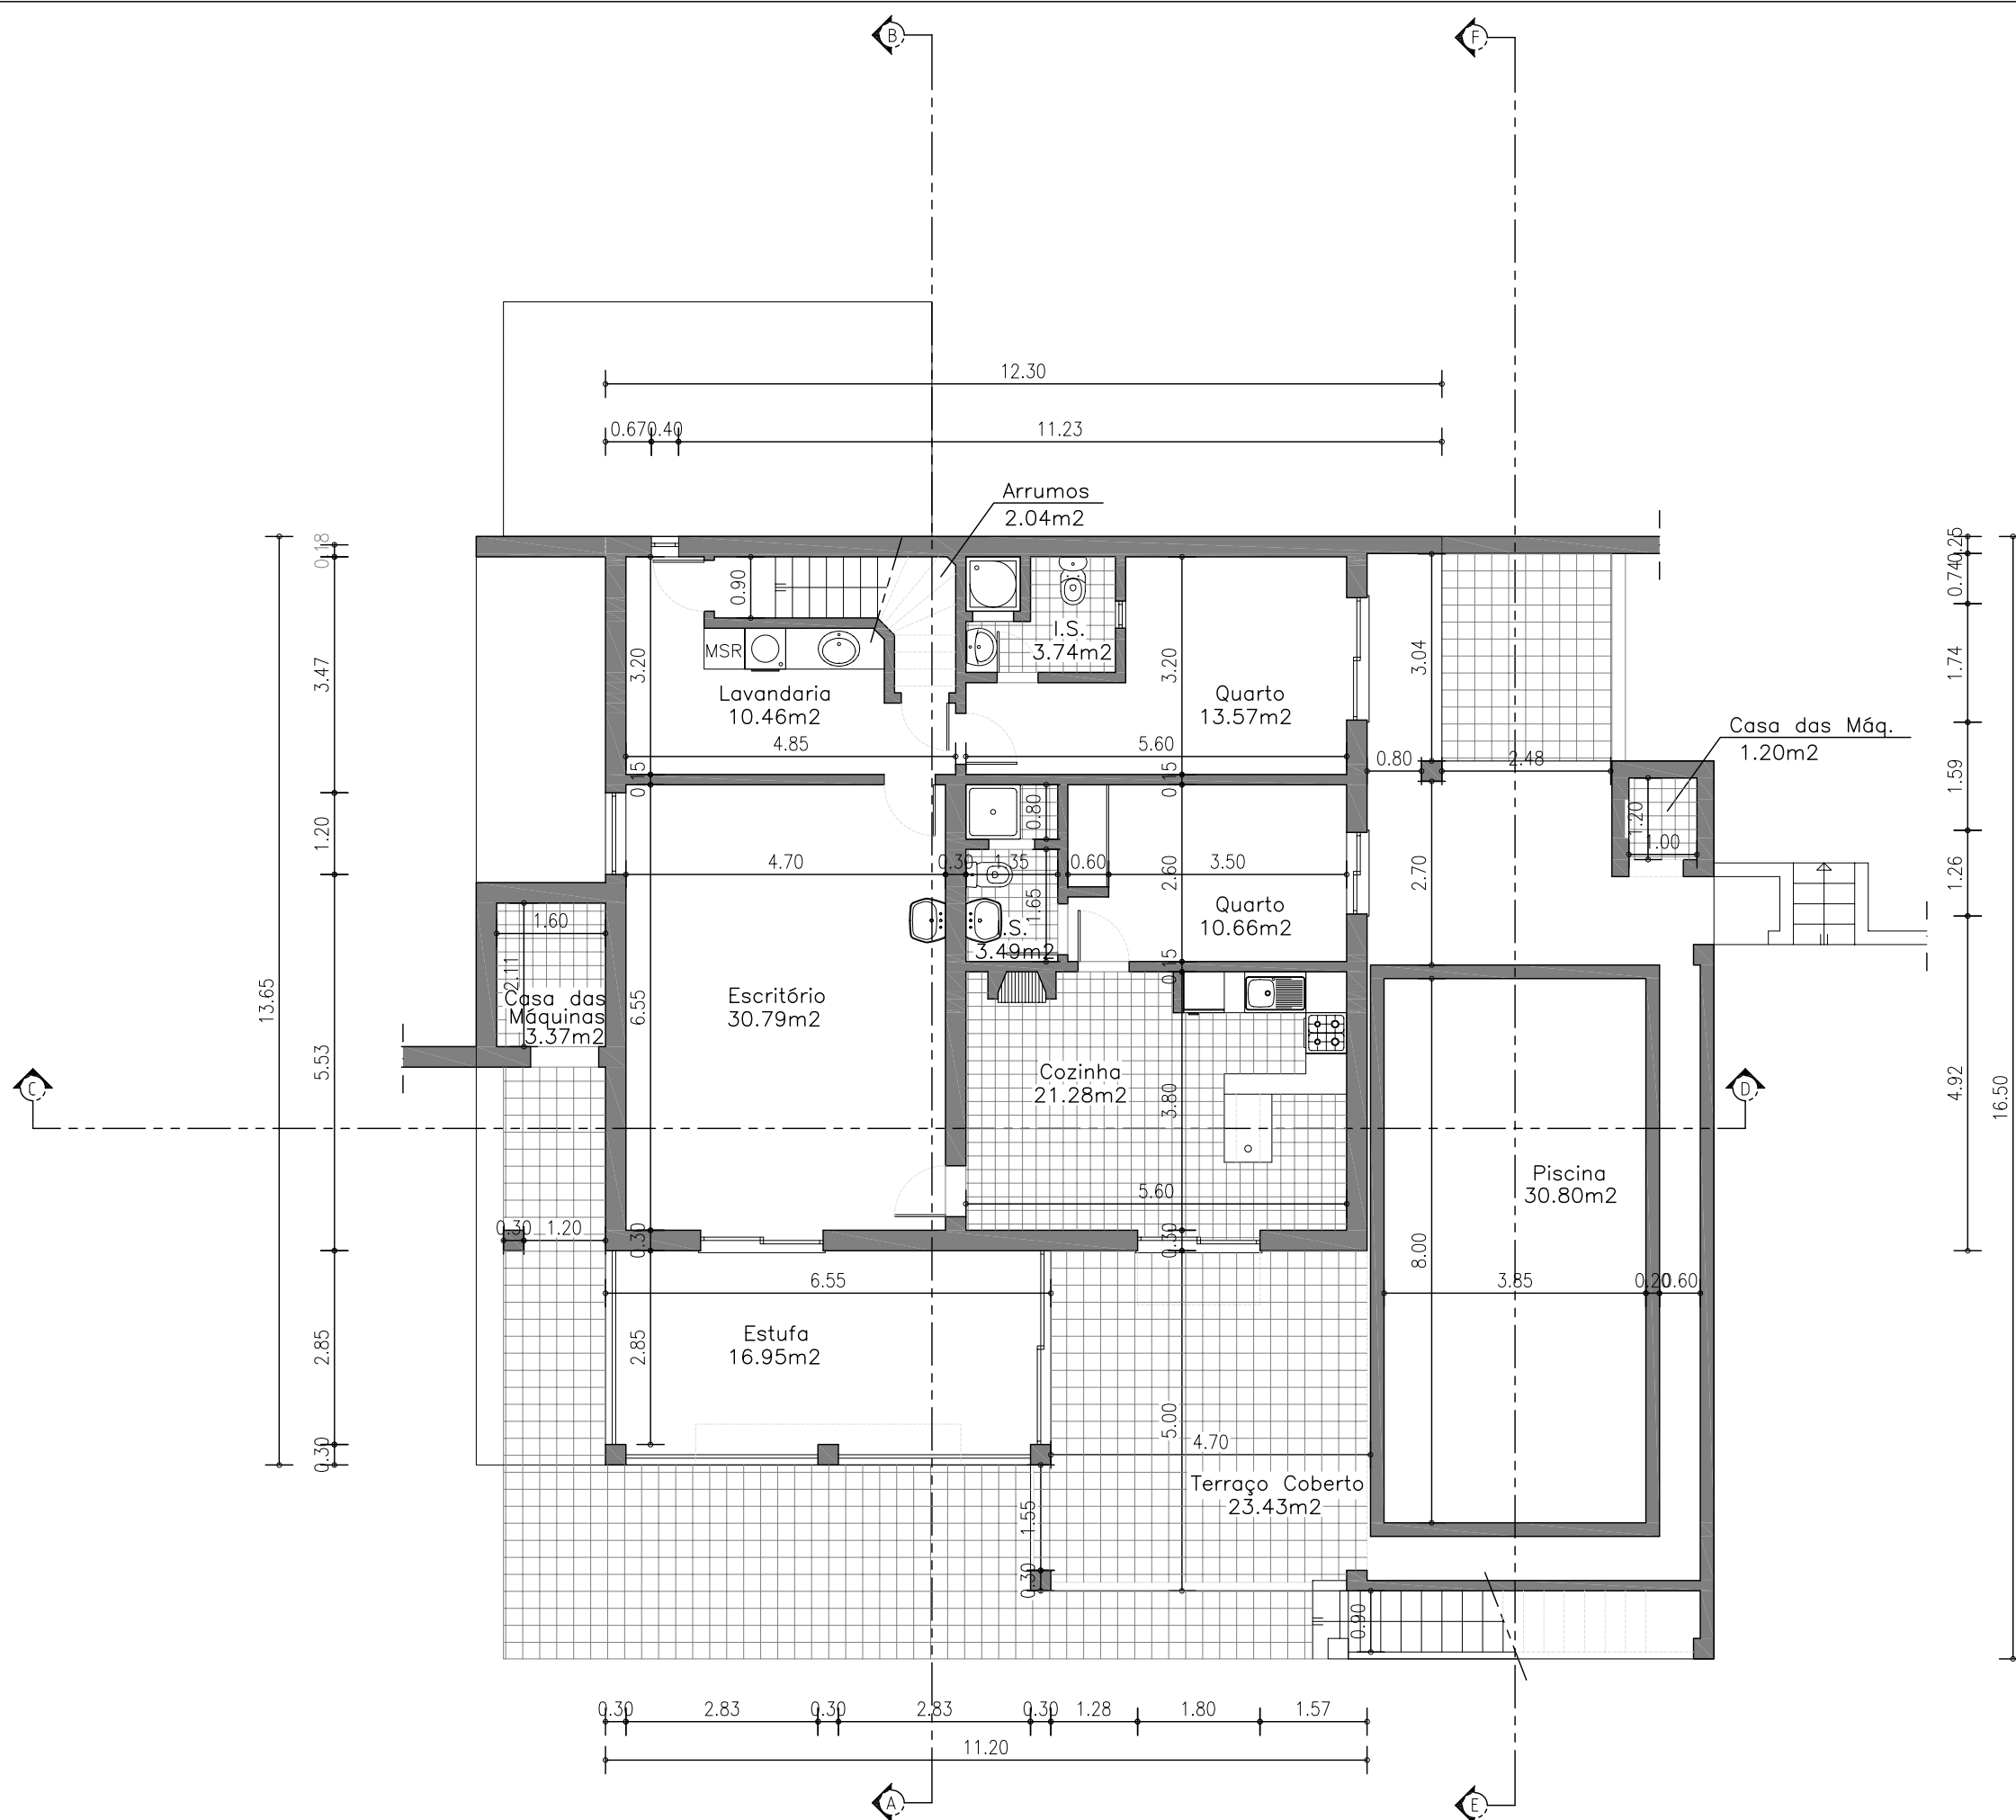 B
F
12.30
0.67
0.40
11.23
Arrumos
2.04m2
0.18
3.47
1.20
5.53
2.85
0.30
13.65
0.90
MSR
3.20
Lavandaria
10.46m2
4.85
0.15
I.S.
3.74m2
3.20
Quarto
13.57m2
5.60
0.15
3.04
0.80
2.48
Casa das Máq.
1.20m2
1.20
1.00
0.25
0.74
1.74
1.59
1.26
4.92
16.50
4.70
0.30
1.35
0.80
0.60
3.50
2.60
2.70
1.65
I.S.
3.49m2
Quarto
10.66m2
0.15
1.60
2.11
Casa das
Máquinas
3.37m2
6.55
Escritório
30.79m2
Cozinha
21.28m2
3.80
5.60
C
D
Piscina
30.80m2
8.00
3.85
0.20
0.60
0.30
1.20
0.30
0.30
6.55
2.85
Estufa
16.95m2
5.00
4.70
Terraço Coberto
23.43m2
1.55
0.30
0.90
0.30
2.83
0.30
2.83
0.30
1.28
1.80
1.57
11.20
A
E